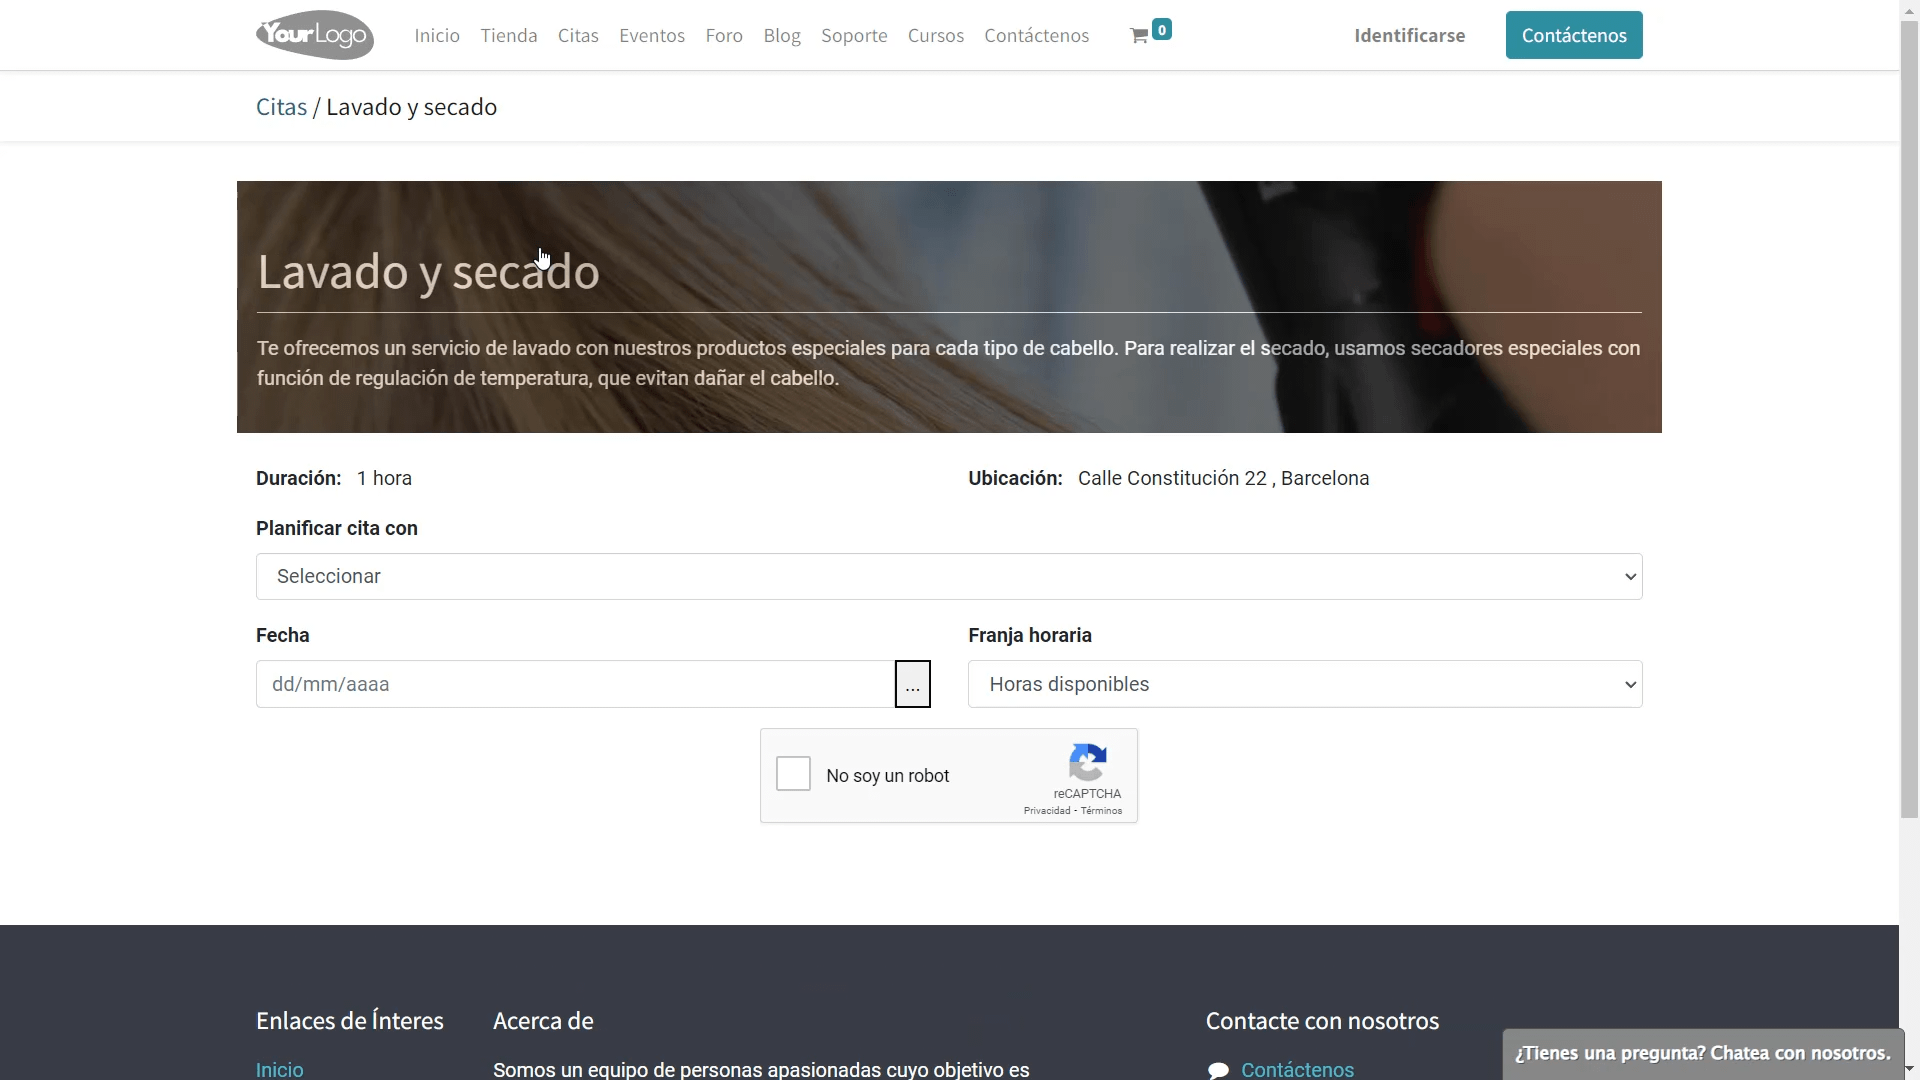 YourLogo
Inicio Tienda Citas Eventos Foro Blog Soporte Cursos Contáctenos 0 Identificarse Contáctenos
Citas / Lavado y secado
Lavado y secado
Te ofrecemos un servicio de lavado con nuestros productos especiales para cada tipo de cabello. Para realizar el secado, usamos secadores especiales con
función de regulación de temperatura, que evitan dañar el cabello.
Duración: 1 hora
Ubicación: Calle Constitución 22 , Barcelona
Planificar cita con
Seleccionar
Fecha
Franja horaria
dd/mm/aaaa
...
Horas disponibles
No soy un robot
reCAPTCHA
Privacidad - Términos
Enlaces de Ínteres
Acerca de
Contacte con nosotros
Inicio
Somos un equipo de personas apasionadas cuyo objetivo es
Contáctenos
¿Tienes una pregunta? Chatea con nosotros.